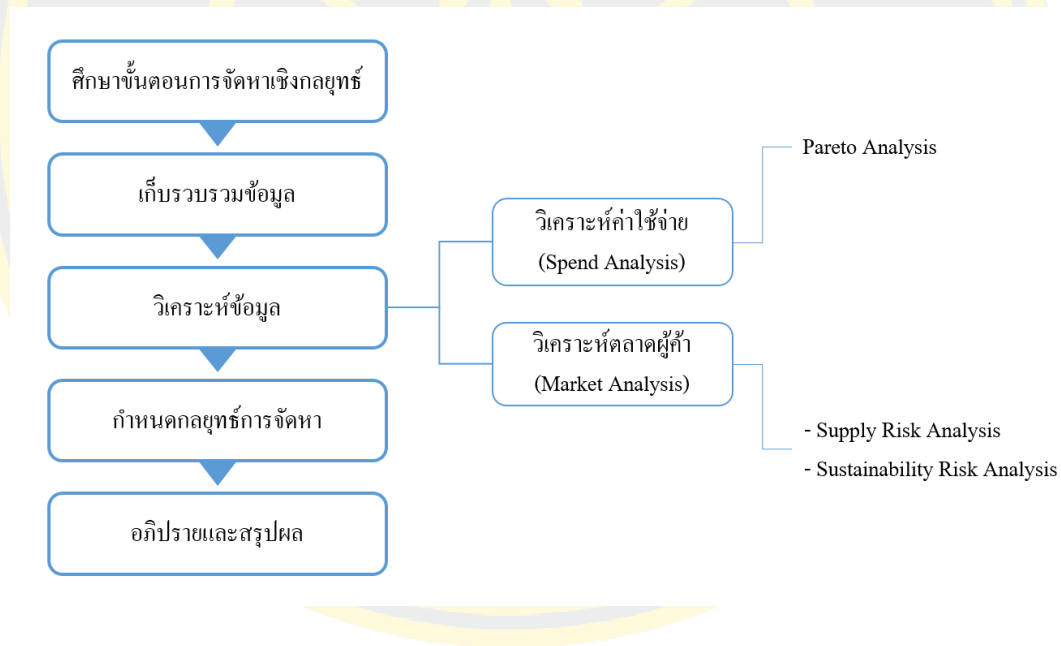 ศึกษาขั้นตอนการจัดหาเชิงกลยุทธ์
เก็บรวบรวมข้อมูล
วิเคราะห์ข้อมูล
กำหนดกลยุทธ์การจัดหา
อภิปรายและสรุปผล
วิเคราะห์ค่าใช้จ่าย
(Spend Analysis)
วิเคราะห์ตลาดผู้ค้า
(Market Analysis)
Pareto Analysis
- Supply Risk Analysis
- Sustainability Risk Analysis